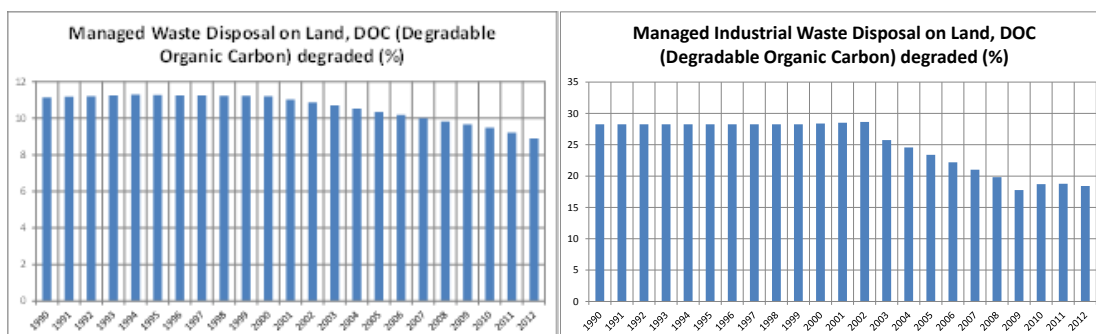 Managed Waste Disposal on Land, DOC (Degradable
Organic Carbon) degraded (%)
12
10
8
6
4
2
0
1990 1991 1992 1993 1994 1995 1996 1997 1998 1999 2000 2001 2002 2003 2004 2005 2006 2007 2008 2009 2010 2011 2012
Managed Industrial Waste Disposal on Land, DOC
(Degradable Organic Carbon) degraded (%)
35
30
25
20
15
10
5
0
1990 1991 1992 1993 1994 1995 1996 1997 1998 1999 2000 2001 2002 2003 2004 2005 2006 2007 2008 2009 2010 2011 2012